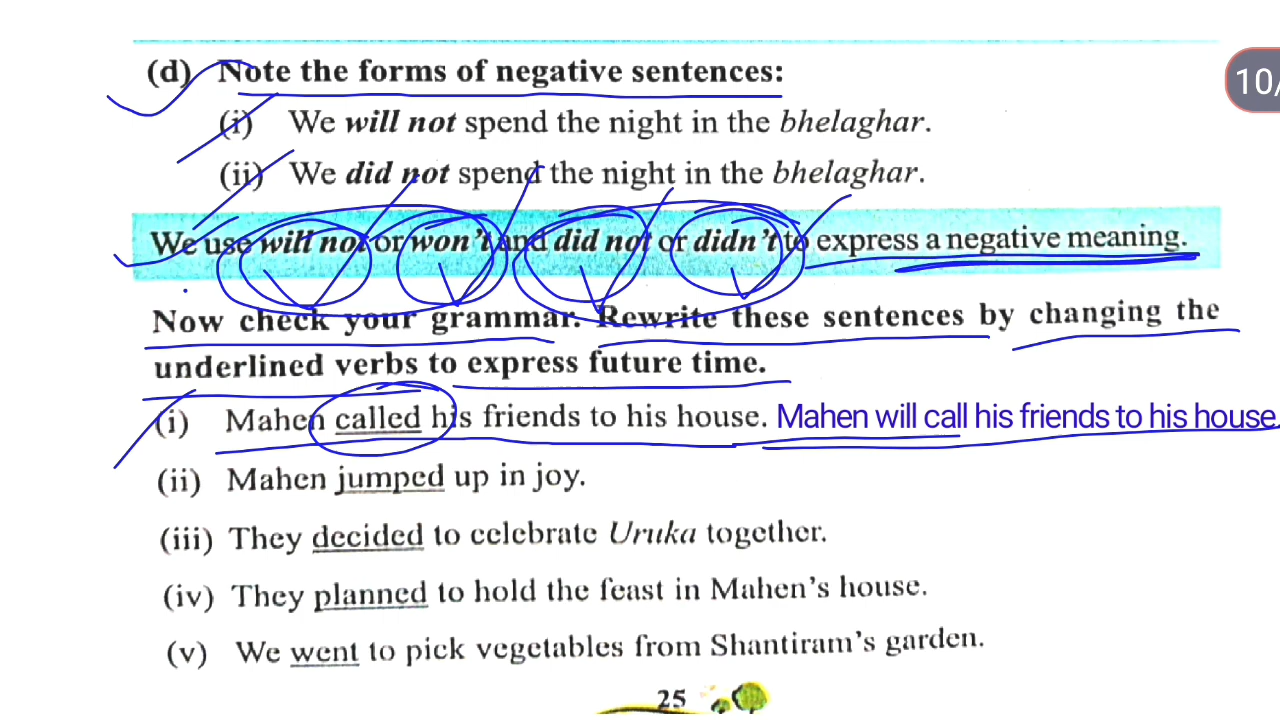 (d) Note the forms of negative sentences:
10/
(i) We will not spend the night in the bhelaghar.
(ii) We did not spend the night in the bhelaghar.
We use will not or won't and did not or didn't to express a negative meaning.
Now check your grammar. Rewrite these sentences by changing the
underlined verbs to express future time.
(i) Mahen called his friends to his house. Mahen will call his friends to his house.
(ii) Mahen jumped up in joy.
(iii) They decided to celebrate Uruka together.
(iv) They planned to hold the feast in Mahen's house.
(v) We went to pick vegetables from Shantiram's garden.
25